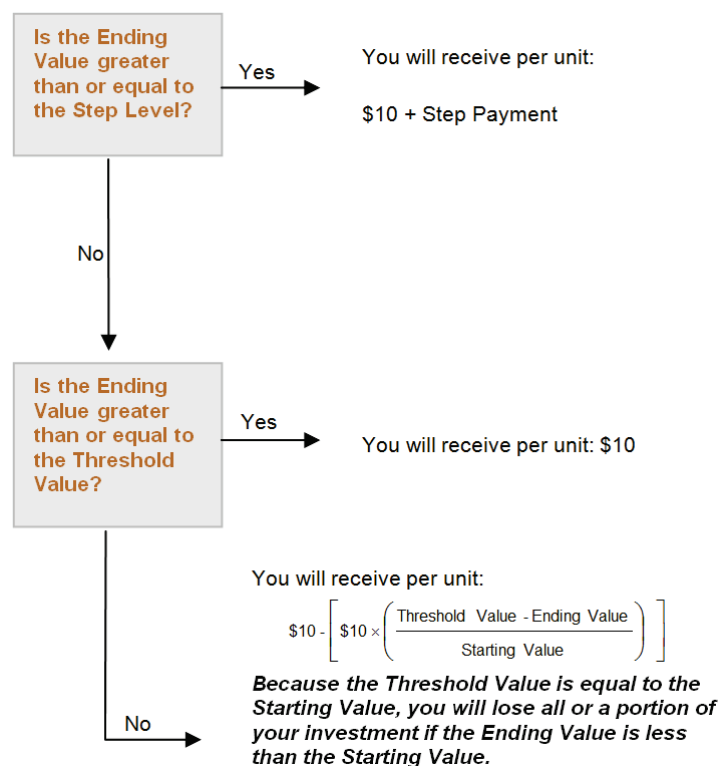 Is the Ending
Value greater
than or equal to
the Step Level?
Yes
You will receive per unit:
$10 + Step Payment
No
Is the Ending
Value greater
than or equal to
the Threshold
Value?
Yes
You will receive per unit: $10
You will receive per unit:
$10 - [ $10 × ( Threshold Value - Ending Value
Starting Value ) ]
Because the Threshold Value is equal to the
Starting Value, you will lose all or a portion of
your investment if the Ending Value is less
than the Starting Value.
No